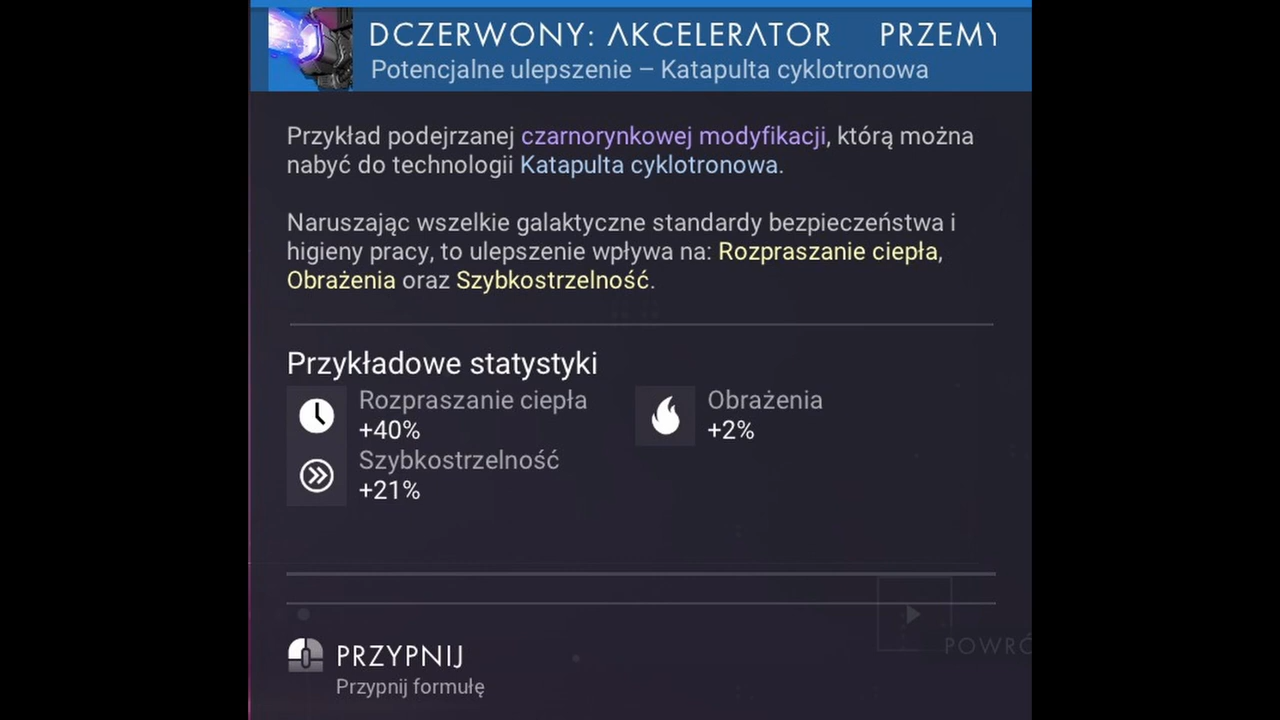 DCZERWONY: AKCELERATOR PRZEMY
Potencjalne ulepszenie – Katapulta cyklotronowa
Przykład podejrzanej czarnorynkowej modyfikacji, którą można
nabyć do technologii Katapulta cyklotronowa.
Naruszając wszelkie galaktyczne standardy bezpieczeństwa i
higieny pracy, to ulepszenie wpływa na: Rozpraszanie ciepła,
Obrażenia oraz Szybkostrzelność.
Przykładowe statystyki
Rozpraszanie ciepła
+40%
Obrażenia
+2%
Szybkostrzelność
+21%
POWRÓ
PRZYPNIJ
Przypnij formułę